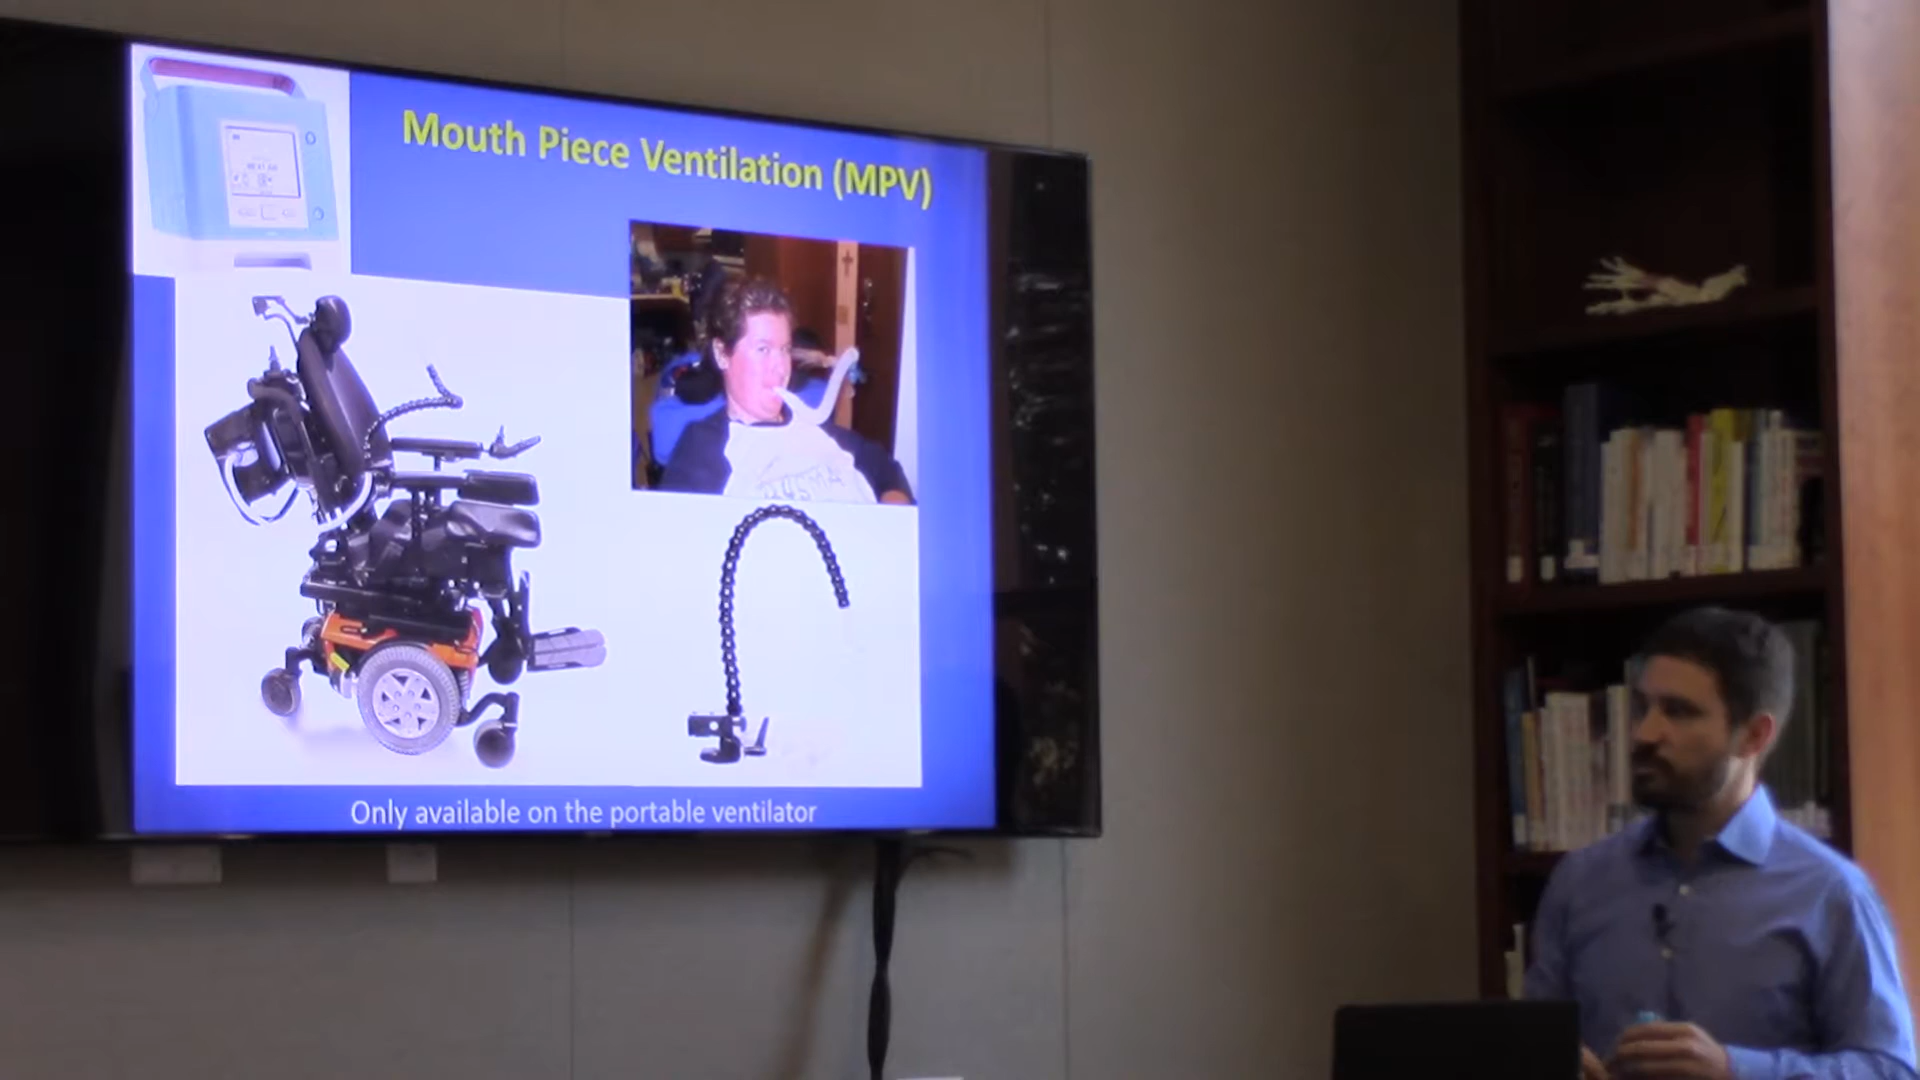 Mouth Piece Ventilation (MPV)
Only available on the portable ventilator